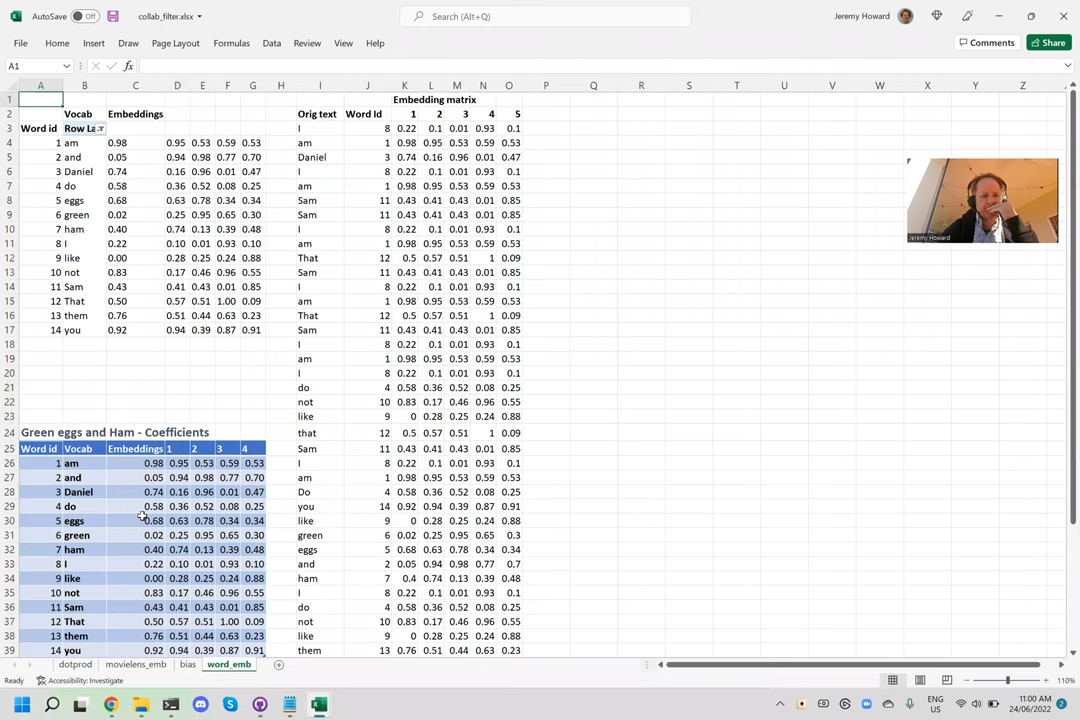 AutoSave Off collab_filter.xlsx Search (Alt+Q) Jeremy Howard
File Home Insert Draw Page Layout Formulas Data Review View Help Comments Share
A1 fx
A B C D E F G H I J K L M N O P Q R S T U V W X Y Z
1 Embedding matrix
2 Vocab Embeddings Orig text Word Id 1 2 3 4 5
3 Word id Row La I 8 0.22 0.1 0.01 0.93 0.1
4 1 am 0.98 0.95 0.53 0.59 0.53 am 1 0.98 0.95 0.53 0.59 0.53
5 2 and 0.05 0.94 0.98 0.77 0.70 Daniel 3 0.74 0.16 0.96 0.01 0.47
6 3 Daniel 0.74 0.16 0.96 0.01 0.47 I 8 0.22 0.1 0.01 0.93 0.1
7 4 do 0.58 0.36 0.52 0.08 0.25 am 1 0.98 0.95 0.53 0.59 0.53
8 5 eggs 0.68 0.63 0.78 0.34 0.34 Sam 11 0.43 0.41 0.43 0.01 0.85
9 6 green 0.02 0.25 0.95 0.65 0.30 Sam 11 0.43 0.41 0.43 0.01 0.85
10 7 ham 0.40 0.74 0.13 0.39 0.48 I 8 0.22 0.1 0.01 0.93 0.1
11 8 I 0.22 0.10 0.01 0.93 0.10 am 1 0.98 0.95 0.53 0.59 0.53
12 9 like 0.00 0.28 0.25 0.24 0.88 That 12 0.5 0.57 0.51 1 0.09
13 10 not 0.83 0.17 0.46 0.96 0.55 Sam 11 0.43 0.41 0.43 0.01 0.85
14 11 Sam 0.43 0.41 0.43 0.01 0.85 I 8 0.22 0.1 0.01 0.93 0.1
15 12 That 0.50 0.57 0.51 1.00 0.09 am 1 0.98 0.95 0.53 0.59 0.53
16 13 them 0.76 0.51 0.44 0.63 0.23 That 12 0.5 0.57 0.51 1 0.09
17 14 you 0.92 0.94 0.39 0.87 0.91 Sam 11 0.43 0.41 0.43 0.01 0.85
18 I 8 0.22 0.1 0.01 0.93 0.1
19 am 1 0.98 0.95 0.53 0.59 0.53
20 I 8 0.22 0.1 0.01 0.93 0.1
21 do 4 0.58 0.36 0.52 0.08 0.25
22 not 10 0.83 0.17 0.46 0.96 0.55
23 like 9 0 0.28 0.25 0.24 0.88
24 Green eggs and Ham - Coefficients that 12 0.5 0.57 0.51 1 0.09
25 Word id Vocab Embeddings 1 2 3 4 Sam 11 0.43 0.41 0.43 0.01 0.85
26 1 am 0.98 0.95 0.53 0.59 0.53 I 8 0.22 0.1 0.01 0.93 0.1
27 2 and 0.05 0.94 0.98 0.77 0.70 am 1 0.98 0.95 0.53 0.59 0.53
28 3 Daniel 0.74 0.16 0.96 0.01 0.47 Do 4 0.58 0.36 0.52 0.08 0.25
29 4 do 0.58 0.36 0.52 0.08 0.25 you 14 0.92 0.94 0.39 0.87 0.91
30 5 eggs 0.68 0.63 0.78 0.34 0.34 like 9 0 0.28 0.25 0.24 0.88
31 6 green 0.02 0.25 0.95 0.65 0.30 green 6 0.02 0.25 0.95 0.65 0.3
32 7 ham 0.40 0.74 0.13 0.39 0.48 eggs 5 0.68 0.63 0.78 0.34 0.34
33 8 I 0.22 0.10 0.01 0.93 0.10 and 2 0.05 0.94 0.98 0.77 0.7
34 9 like 0.00 0.28 0.25 0.24 0.88 ham 7 0.4 0.74 0.13 0.39 0.48
35 10 not 0.83 0.17 0.46 0.96 0.55 I 8 0.22 0.1 0.01 0.93 0.1
36 11 Sam 0.43 0.41 0.43 0.01 0.85 do 4 0.58 0.36 0.52 0.08 0.25
37 12 That 0.50 0.57 0.51 1.00 0.09 not 10 0.83 0.17 0.46 0.96 0.55
38 13 them 0.76 0.51 0.44 0.63 0.23 like 9 0 0.28 0.25 0.24 0.88
39 14 you 0.92 0.94 0.39 0.87 0.91 them 13 0.76 0.51 0.44 0.63 0.23
Jeremy Howard
dotprod movielens_emb bias word_emb
Ready Accessibility: Investigate 110%
ENG US 11:00 AM 24/06/2022 2